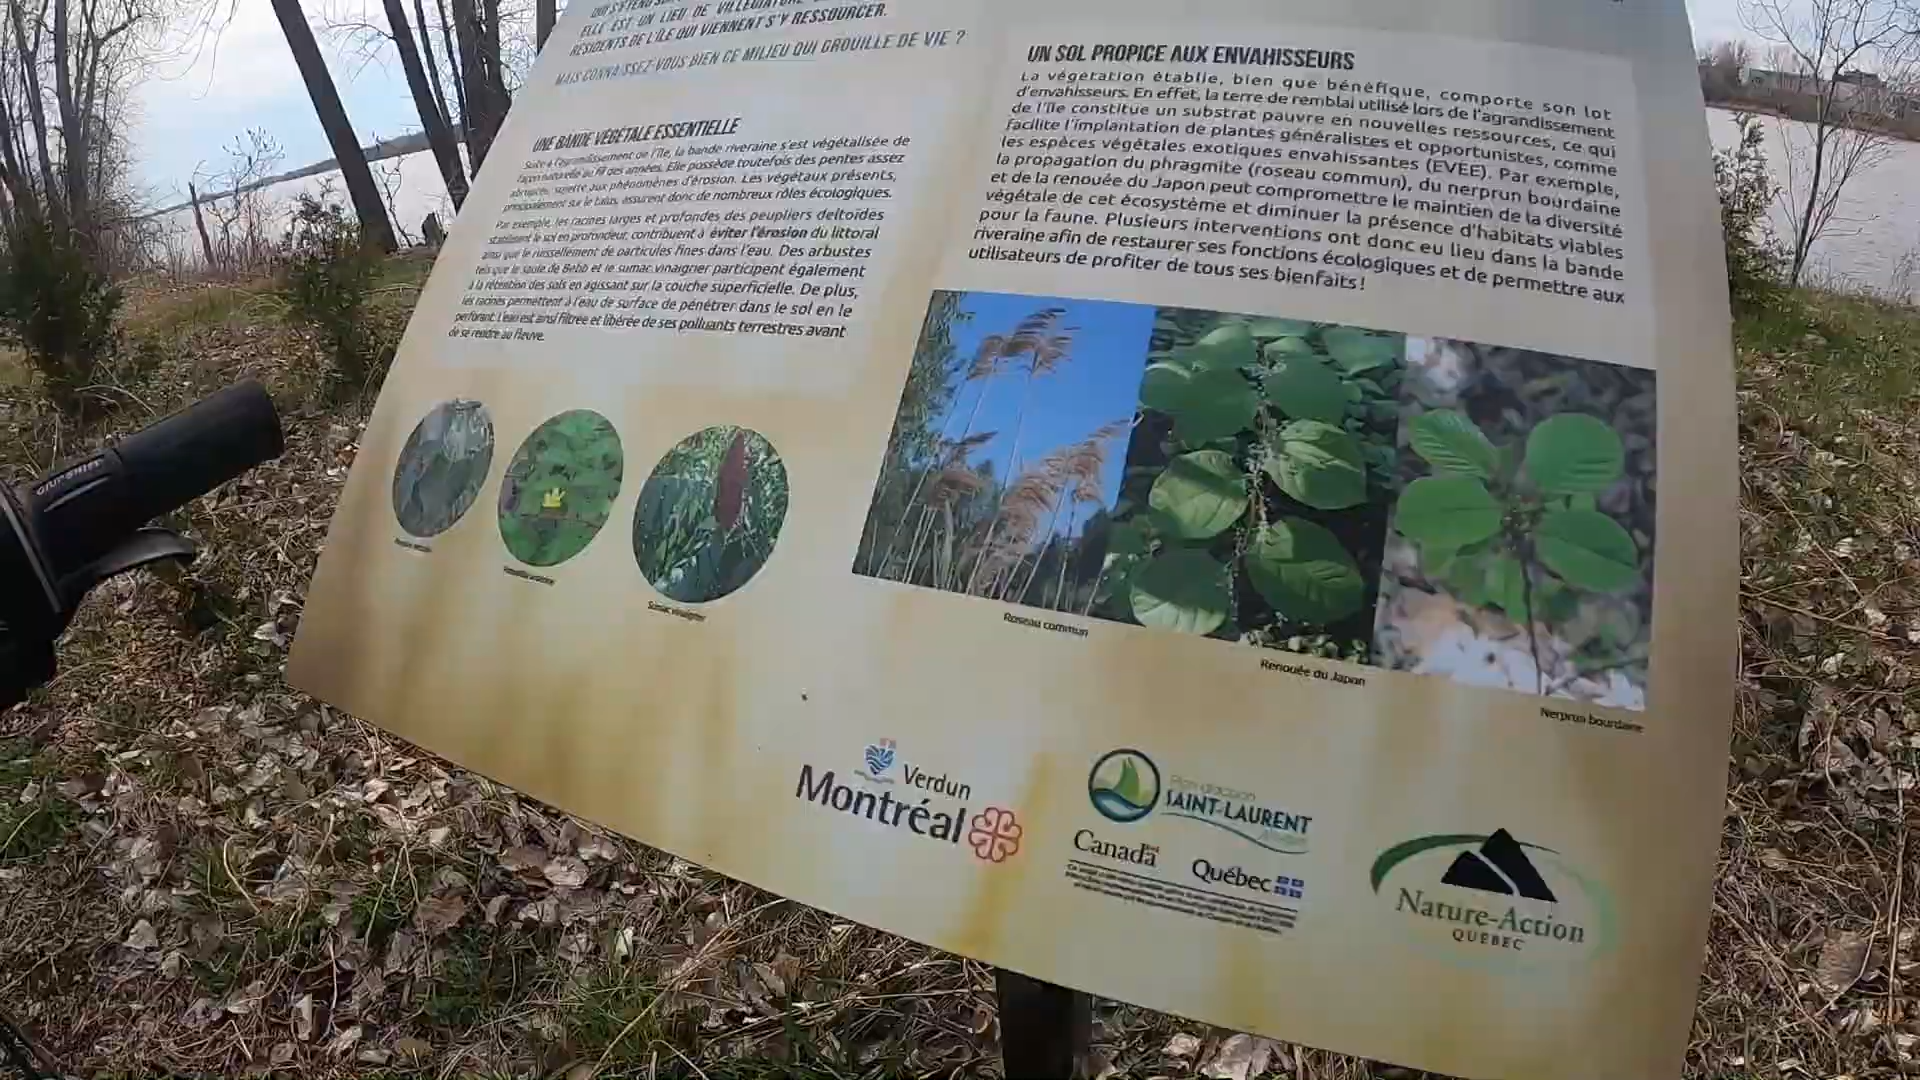 ELLE EST UN LIEU DE VILLÉGIATURE
RÉSIDENTS DE L'ÎLE QUI VIENNENT S'Y RESSOURCER.
MAIS CONNAISSEZ-VOUS BIEN CE MILIEU QUI GROUILLE DE VIE ?
UNE BANDE VÉGÉTALE ESSENTIELLE
Suite à l'agrandissement de l'île, la bande riveraine s'est végétalisée de
façon naturelle au fil des années. Elle possède toutefois des pentes assez
abruptes, sujette aux phénomènes d'érosion. Les végétaux présents,
principalement sur le talus, assurent donc de nombreux rôles écologiques.
Par exemple, les racines larges et profondes des peupliers deltoïdes
stabilisent le sol en profondeur, contribuent à éviter l'érosion du littoral
ainsi que le ruissellement de particules fines dans l'eau. Des arbustes
tels que le saule de Bebb et le sumac vinaigrier participent également
à la rétention des sols en agissant sur la couche superficielle. De plus,
les racines permettent à l'eau de surface de pénétrer dans le sol en le
perforant. L'eau est ainsi filtrée et libérée de ses polluants terrestres avant
de se rendre au fleuve.
Sumac vinaigrier
UN SOL PROPICE AUX ENVAHISSEURS
La végétation établie, bien que bénéfique, comporte son lot
d'envahisseurs. En effet, la terre de remblai utilisé lors de l'agrandissement
de l'île constitue un substrat pauvre en nouvelles ressources, ce qui
facilite l'implantation de plantes généralistes et opportunistes, comme
les espèces végétales exotiques envahissantes (EVEE). Par exemple,
la propagation du phragmite (roseau commun), du nerprun bourdaine
et de la renouée du Japon peut compromettre le maintien de la diversité
végétale de cet écosystème et diminuer la présence d'habitats viables
pour la faune. Plusieurs interventions ont donc eu lieu dans la bande
riveraine afin de restaurer ses fonctions écologiques et de permettre aux
utilisateurs de profiter de tous ses bienfaits !
Roseau commun
Renouée du Japon
Nerprun bourdaine
Verdun
Montréal
Plan d'action
SAINT-LAURENT
Canada
Québec
Nature-Action
QUÉBEC